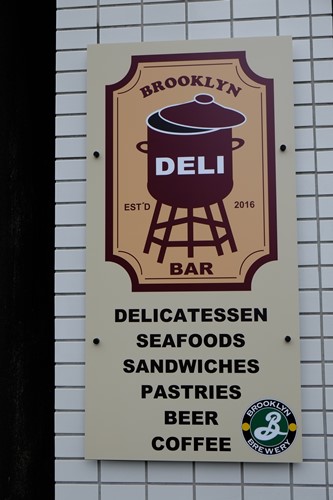 BROOKLYN
DELI
EST'D 2016
BAR
DELICATESSEN
SEAFOODS
SANDWICHES
PASTRIES
BEER
COFFEE
BROOKLYN
B
BREWERY